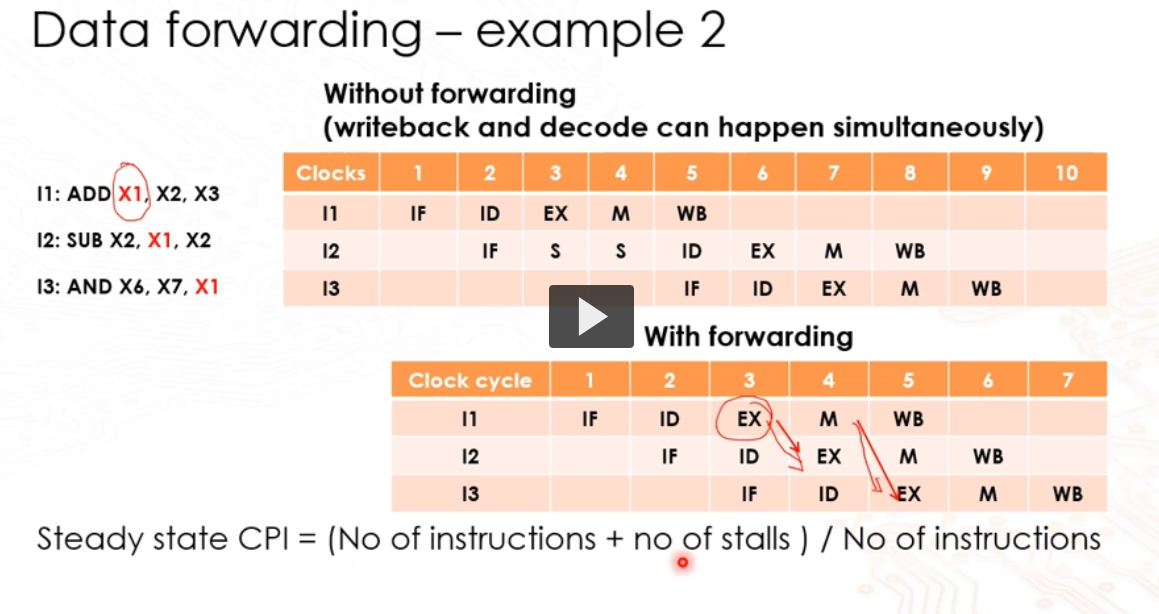 Data forwarding – example 2
Without forwarding
(writeback and decode can happen simultaneously)
I1: ADD X1, X2, X3
I2: SUB X2, X1, X2
I3: AND X6, X7, X1
Clocks 1 2 3 4 5 6 7 8 9 10
I1 IF ID EX M WB
I2 IF S S ID EX M WB
I3 IF ID EX M WB
With forwarding
Clock cycle 1 2 3 4 5 6 7
I1 IF ID EX M WB
I2 IF ID EX M WB
I3 IF ID EX M WB
Steady state CPI = (No of instructions + no of stalls ) / No of instructions